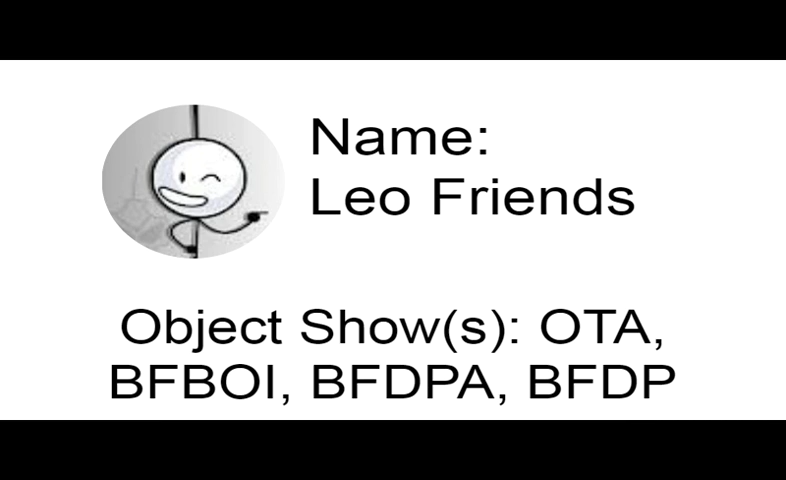 Name:
Leo Friends
Object Show(s): OTA,
BFBOI, BFDPA, BFDP